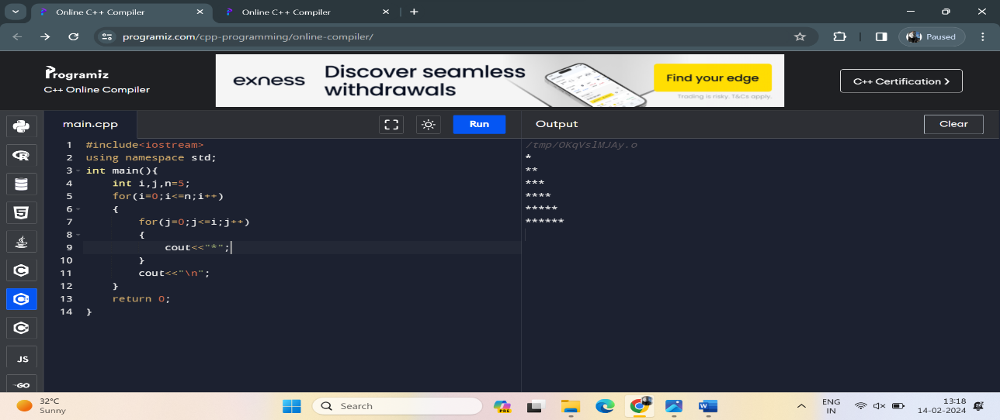 Online C++ Compiler
Online C++ Compiler
programiz.com/cpp-programming/online-compiler/
Paused
Programiz
C++ Online Compiler
exness
Discover seamless
withdrawals
Find your edge
Trading is risky. T&Cs apply.
C++ Certification >
main.cpp
Run
Output
Clear
1 #include<iostream>
2 using namespace std;
3 int main(){
4 int i,j,n=5;
5 for(i=0;i<=n;i++)
6 {
7 for(j=0;j<=i;j++)
8 {
9 cout<<"*";
10 }
11 cout<<"\n";
12 }
13 return 0;
14 }
/tmp/OKqVslMJAy.o
*
**
***
****
*****
******
JS
GO
32°C
Sunny
Search
PRE
W
ENG
IN
13:18
14-02-2024